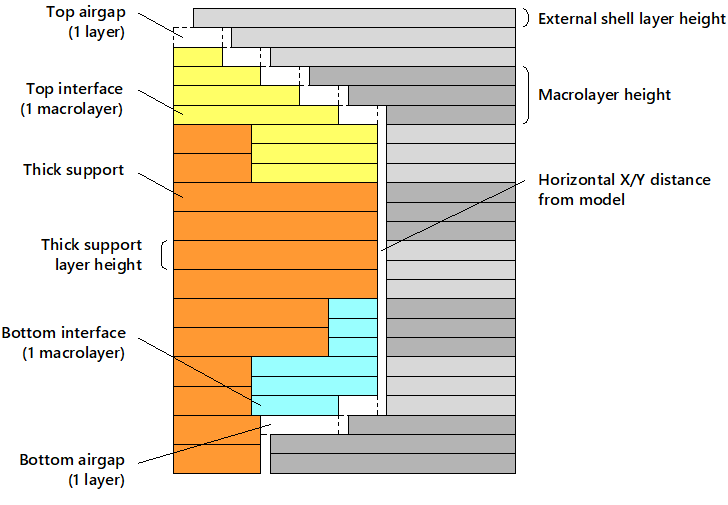 Top airgap
(1 layer)
External shell layer height
Top interface
(1 macrolayer)
Macrolayer height
Thick support
Horizontal X/Y distance
from model
Thick support
layer height
Bottom interface
(1 macrolayer)
Bottom airgap
(1 layer)